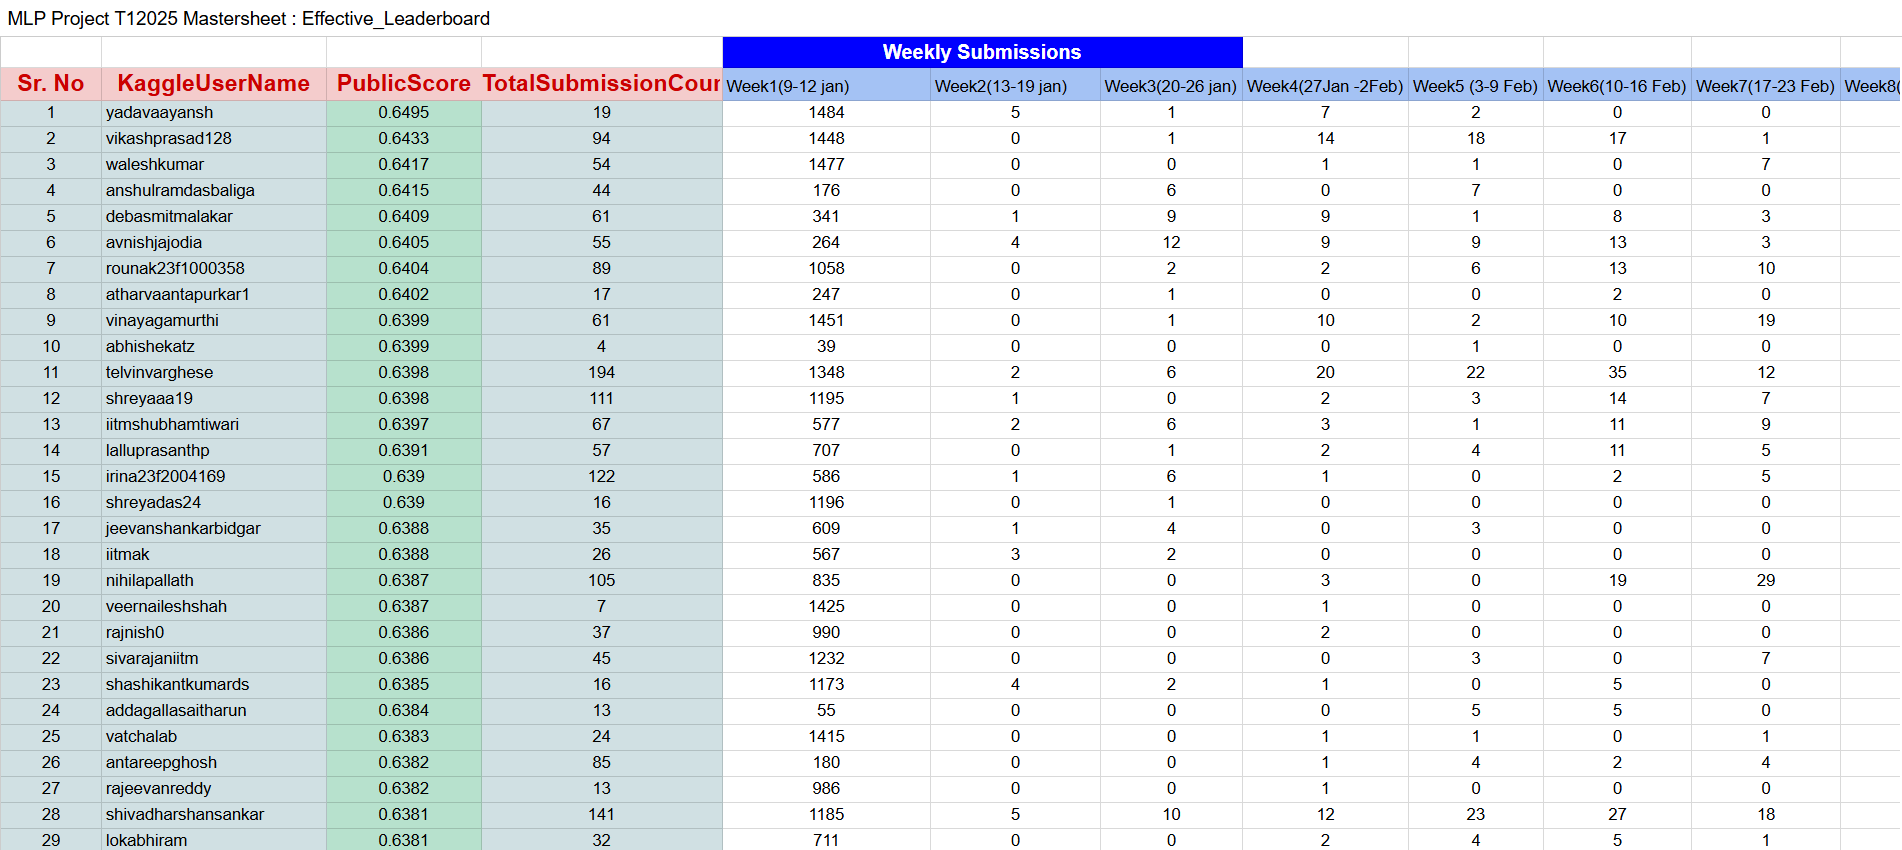 MLP Project T12025 Mastersheet : Effective_Leaderboard
Weekly Submissions
Sr. No KaggleUserName PublicScore TotalSubmissionCour Week1(9-12 jan) Week2(13-19 jan) Week3(20-26 jan) Week4(27Jan -2Feb) Week5 (3-9 Feb) Week6(10-16 Feb) Week7(17-23 Feb) Week8(
1 yadavaayansh 0.6495 19 1484 5 1 7 2 0 0
2 vikashprasad128 0.6433 94 1448 0 1 14 18 17 1
3 waleshkumar 0.6417 54 1477 0 0 1 1 0 7
4 anshulramdasbaliga 0.6415 44 176 0 6 0 7 0 0
5 debasmitmalakar 0.6409 61 341 1 9 9 1 8 3
6 avnishjajodia 0.6405 55 264 4 12 9 9 13 3
7 rounak23f1000358 0.6404 89 1058 0 2 2 6 13 10
8 atharvaantapurkar1 0.6402 17 247 0 1 0 0 2 0
9 vinayagamurthi 0.6399 61 1451 0 1 10 2 10 19
10 abhishekatz 0.6399 4 39 0 0 0 1 0 0
11 telvinvarghese 0.6398 194 1348 2 6 20 22 35 12
12 shreyaaa19 0.6398 111 1195 1 0 2 3 14 7
13 iitmshubhamtiwari 0.6397 67 577 2 6 3 1 11 9
14 lalluprasanthp 0.6391 57 707 0 1 2 4 11 5
15 irina23f2004169 0.639 122 586 1 6 1 0 2 5
16 shreyadas24 0.639 16 1196 0 1 0 0 0 0
17 jeevanshankarbidgar 0.6388 35 609 1 4 0 3 0 0
18 iitmak 0.6388 26 567 3 2 0 0 0 0
19 nihilapallath 0.6387 105 835 0 0 3 0 19 29
20 veernaileshshah 0.6387 7 1425 0 0 1 0 0 0
21 rajnish0 0.6386 37 990 0 0 2 0 0 0
22 sivarajaniitm 0.6386 45 1232 0 0 0 3 0 7
23 shashikantkumards 0.6385 16 1173 4 2 1 0 5 0
24 addagallasaitharun 0.6384 13 55 0 0 0 5 5 0
25 vatchalab 0.6383 24 1415 0 0 1 1 0 1
26 antareepghosh 0.6382 85 180 0 0 1 4 2 4
27 rajeevanreddy 0.6382 13 986 0 0 1 0 0 0
28 shivadharshansankar 0.6381 141 1185 5 10 12 23 27 18
29 lokabhiram 0.6381 32 711 0 0 2 4 5 1